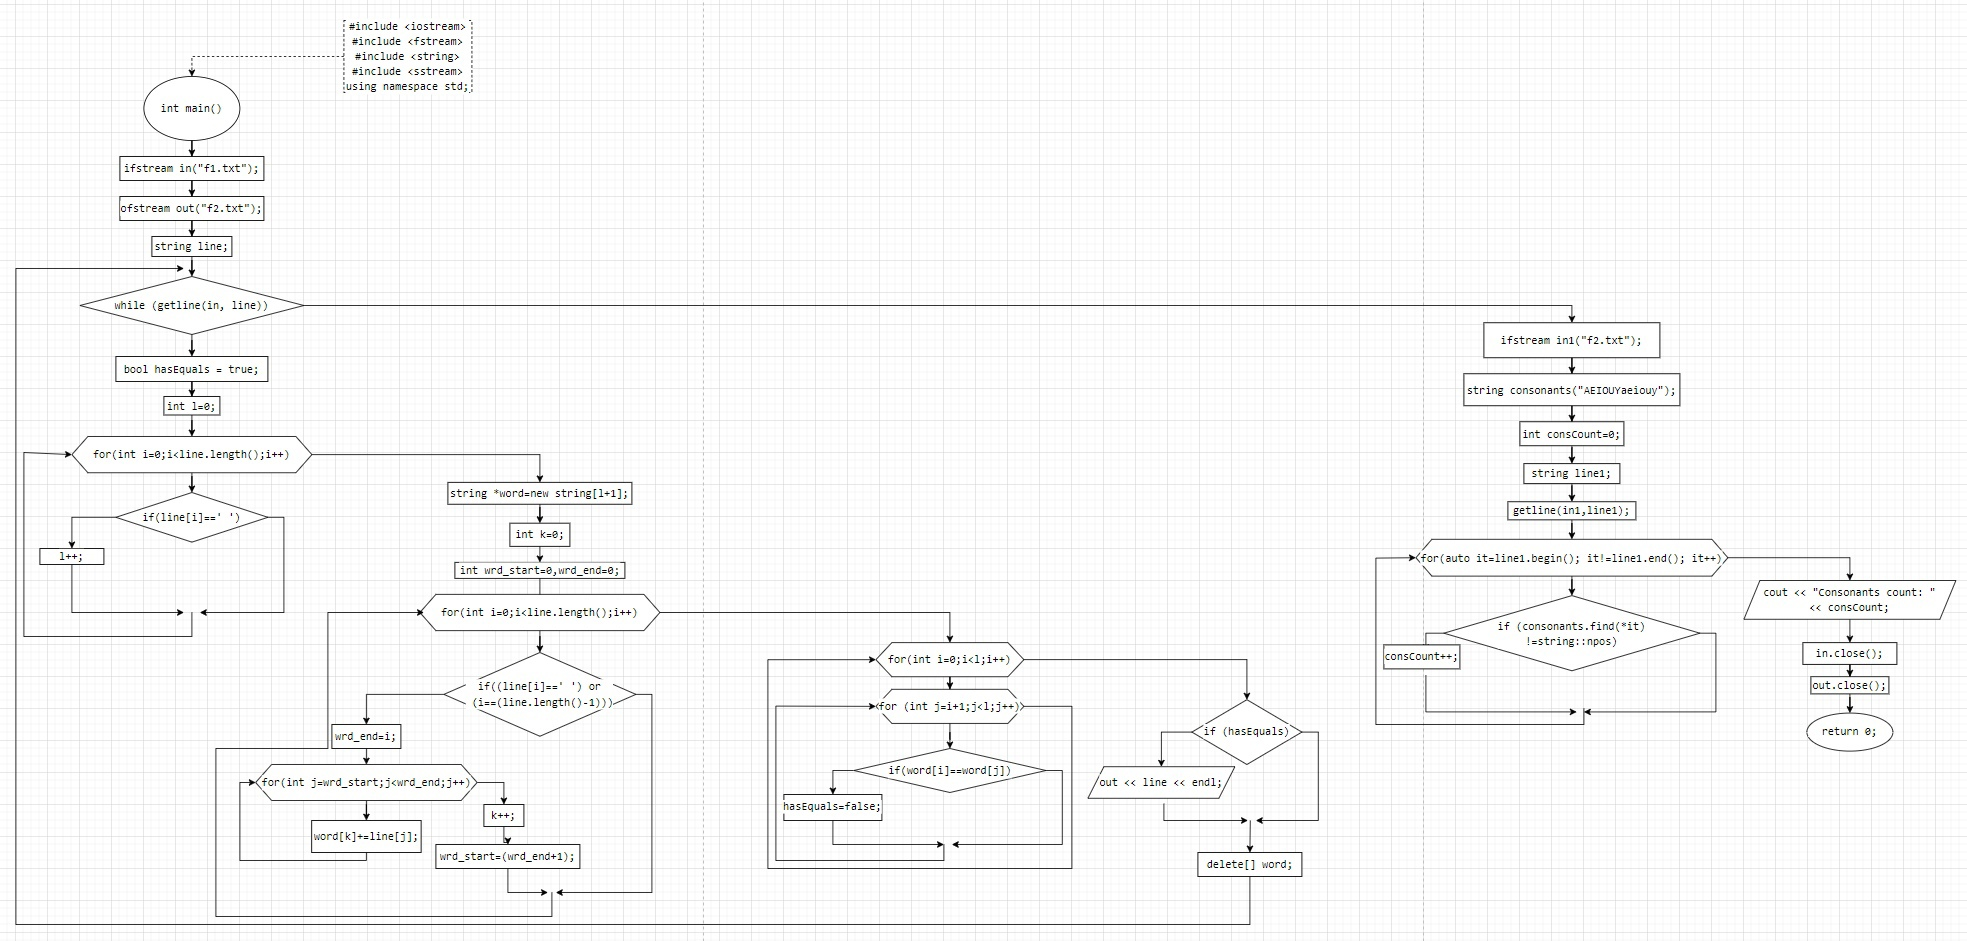 #include <iostream>
#include <fstream>
#include <string>
#include <sstream>
using namespace std;
int main()
ifstream in("f1.txt");
ofstream out("f2.txt");
string line;
while (getline(in, line))
bool hasEquals = true;
int l=0;
for(int i=0;i<line.length();i++)
if(line[i]==' ')
l++;
string *word=new string[l+1];
int k=0;
int wrd_start=0,wrd_end=0;
for(int i=0;i<line.length();i++)
if((line[i]==' ') or
(i==(line.length()-1)))
wrd_end=i;
for(int j=wrd_start;j<wrd_end;j++)
word[k]+=line[j];
k++;
wrd_start=(wrd_end+1);
for(int i=0;i<l;i++)
for (int j=i+1;j<l;j++)
if(word[i]==word[j])
hasEquals=false;
if (hasEquals)
out << line << endl;
delete[] word;
ifstream in1("f2.txt");
string consonants("AEIOUYaeiouy");
int consCount=0;
string line1;
getline(in1,line1);
for(auto it=line1.begin(); it!=line1.end(); it++)
if (consonants.find(*it)
!=string::npos)
consCount++;
cout << "Consonants count: "
<< consCount;
in.close();
out.close();
return 0;